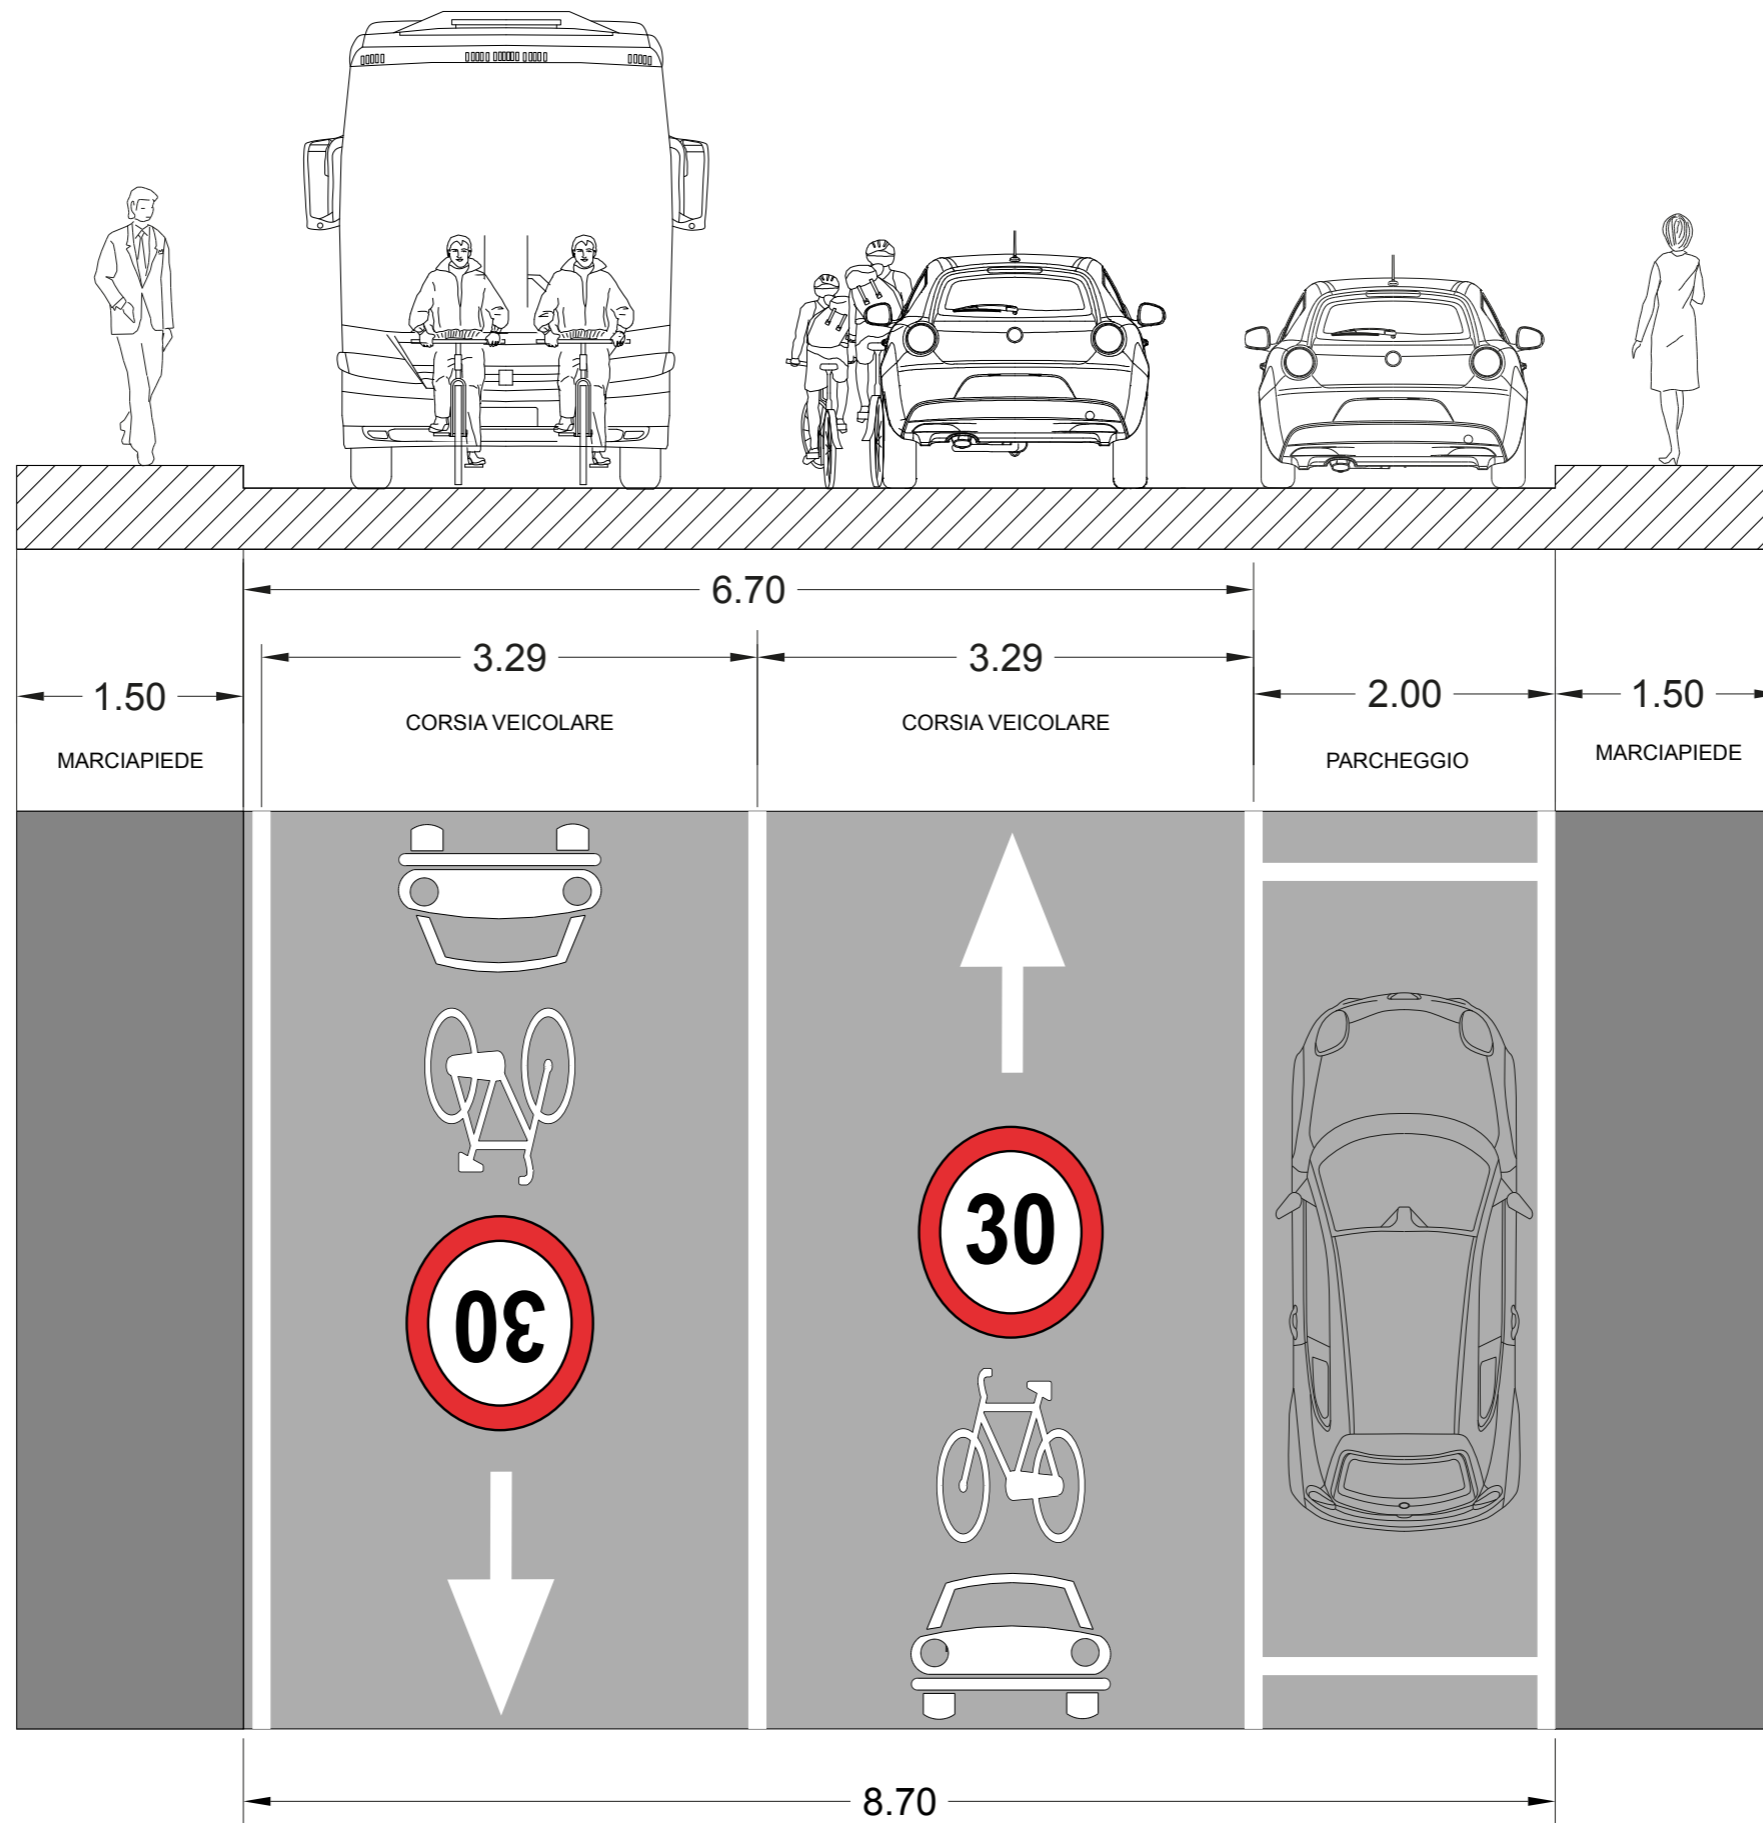 6.70
3.29
3.29
1.50
2.00
1.50
CORSIA VEICOLARE
CORSIA VEICOLARE
MARCIAPIEDE
PARCHEGGIO
MARCIAPIEDE
30
30
8.70